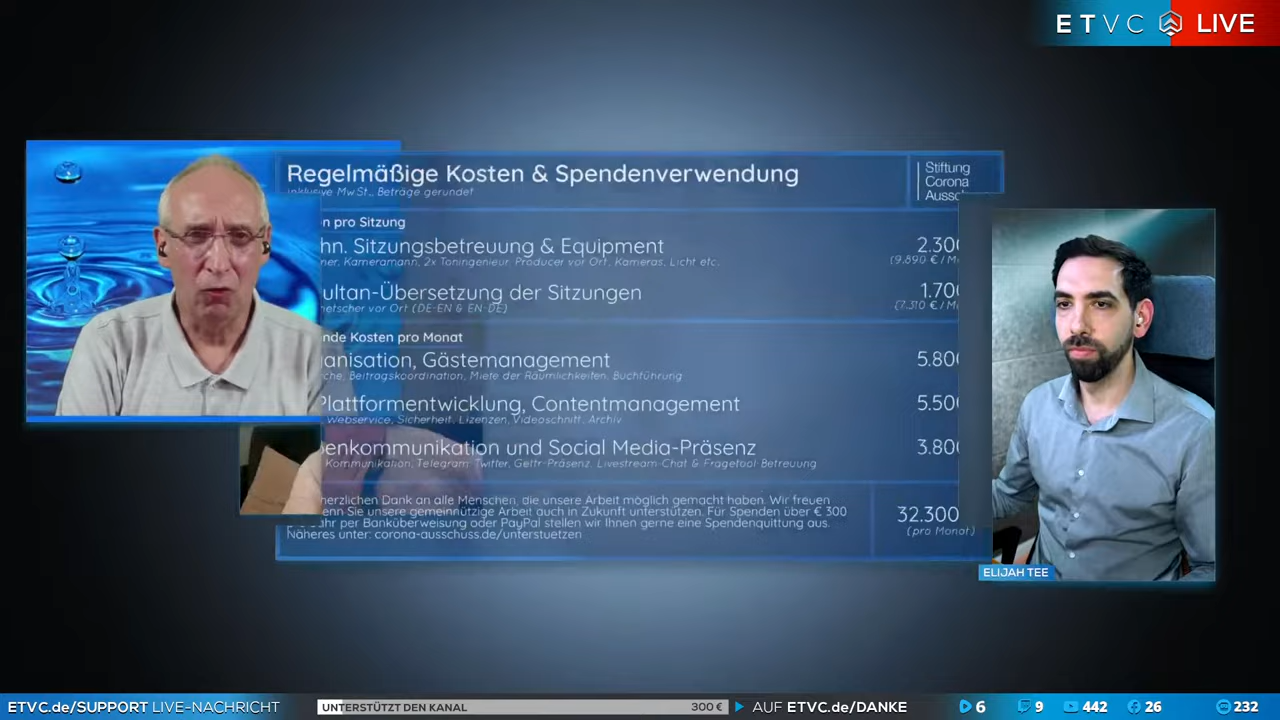 ETVC LIVE
Regelmäßige Kosten & Spendenverwendung
Inklusive MwSt., Beträge gerundet
Stiftung
Corona
Aussc
n pro Sitzung
hn. Sitzungsbetreuung & Equipment
2.300
ner, Kameramann, 2x Toningenieur, Producer vor Ort, Kameras, Licht etc.
(9.890 € / M
ultan-Übersetzung der Sitzungen
1.700
etscher vor Ort (DE-EN & EN-DE)
(7.310 € / M
nde Kosten pro Monat
anisation, Gästemanagement
5.800
che, Beitragskoordination, Miete der Räumlichkeiten, Buchführung
Plattformentwicklung, Contentmanagement
5.500
Webservice, Sicherheit, Lizenzen, Videoschnitt, Archiv
enkommunikation und Social Media-Präsenz
3.800
Kommunikation, Telegram-Twitter, Gettr-Präsenz, Livestream-Chat & Fragetool-Betreuung
herzlichen Dank an alle Menschen, die unsere Arbeit möglich gemacht haben. Wir freuen
enn Sie unsere gemeinnützige Arbeit auch in Zukunft unterstützen. Für Spenden über € 300
pro Jahr per Banküberweisung oder PayPal stellen wir Ihnen gerne eine Spendenquittung aus.
Näheres unter: corona-ausschuss.de/unterstuetzen
32.300
(pro Monat)
ELIJAH TEE
ETVC.de/SUPPORT LIVE-NACHRICHT
UNTERSTÜTZT DEN KANAL
300 €
AUF ETVC.de/DANKE
6
9
442
26
232